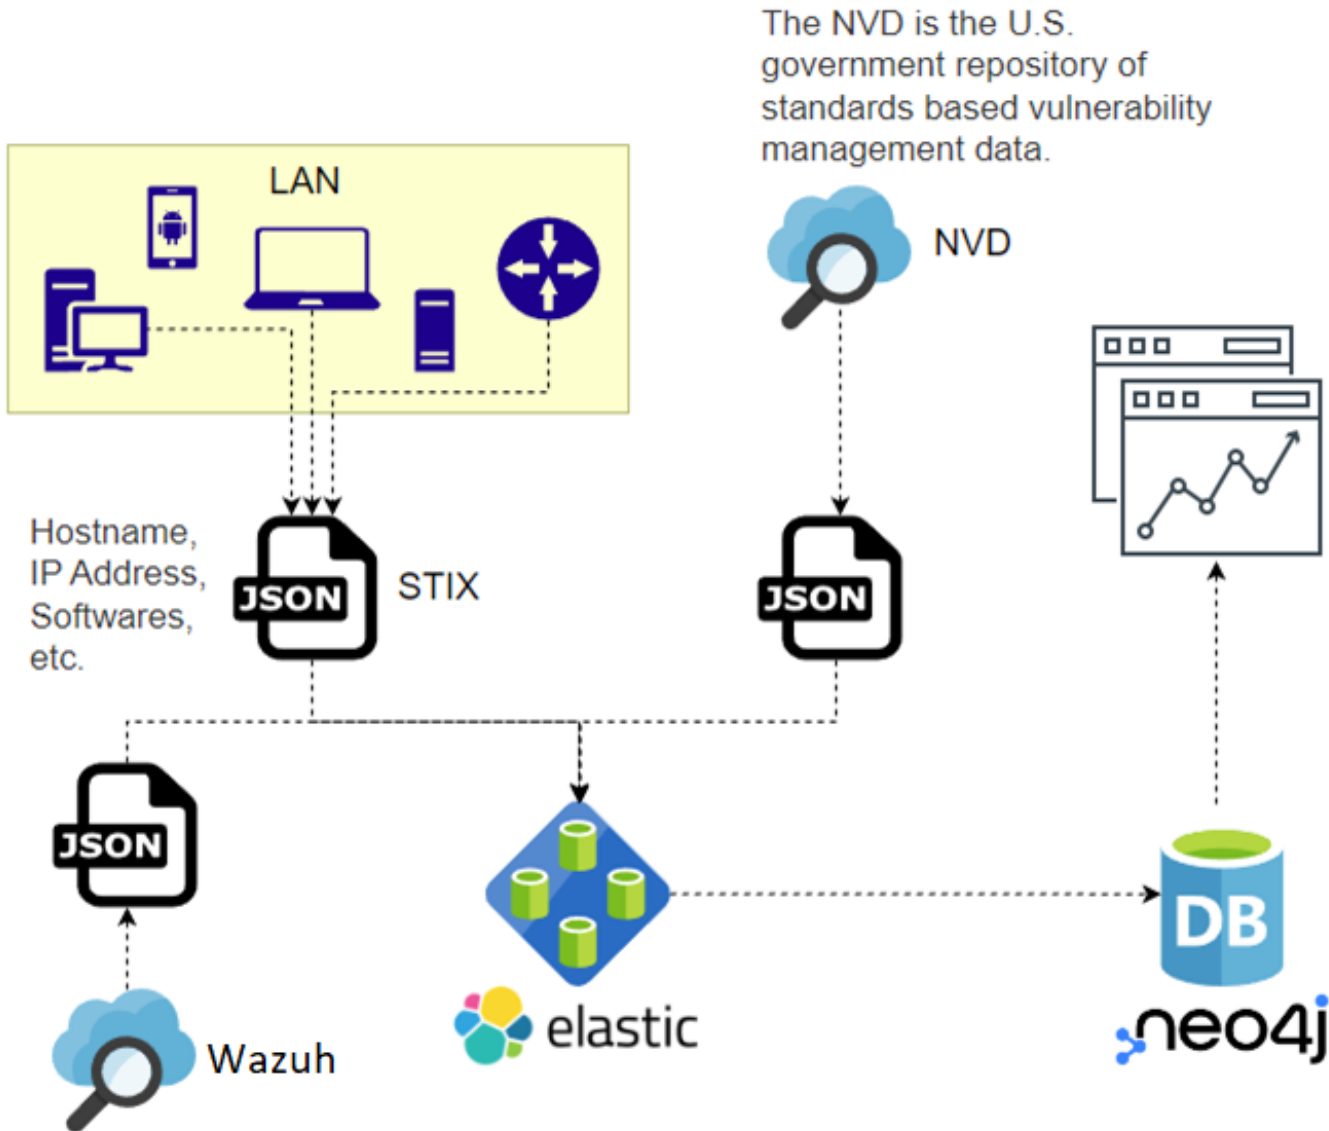 The NVD is the U.S.
government repository of
standards based vulnerability
management data.
LAN
NVD
Hostname,
IP Address,
Softwares,
etc.
JSON
STIX
JSON
JSON
DB
elastic
neo4j
Wazuh